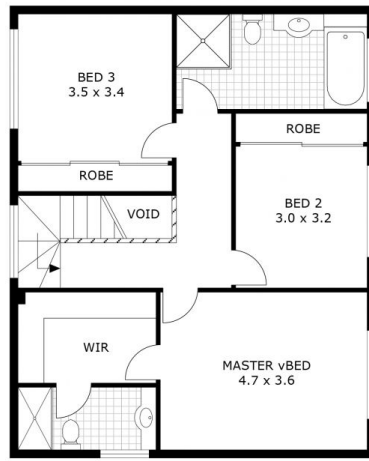 BED 3
3.5 x 3.4
ROBE
ROBE
VOID
BED 2
3.0 x 3.2
WIR
MASTER vBED
4.7 x 3.6